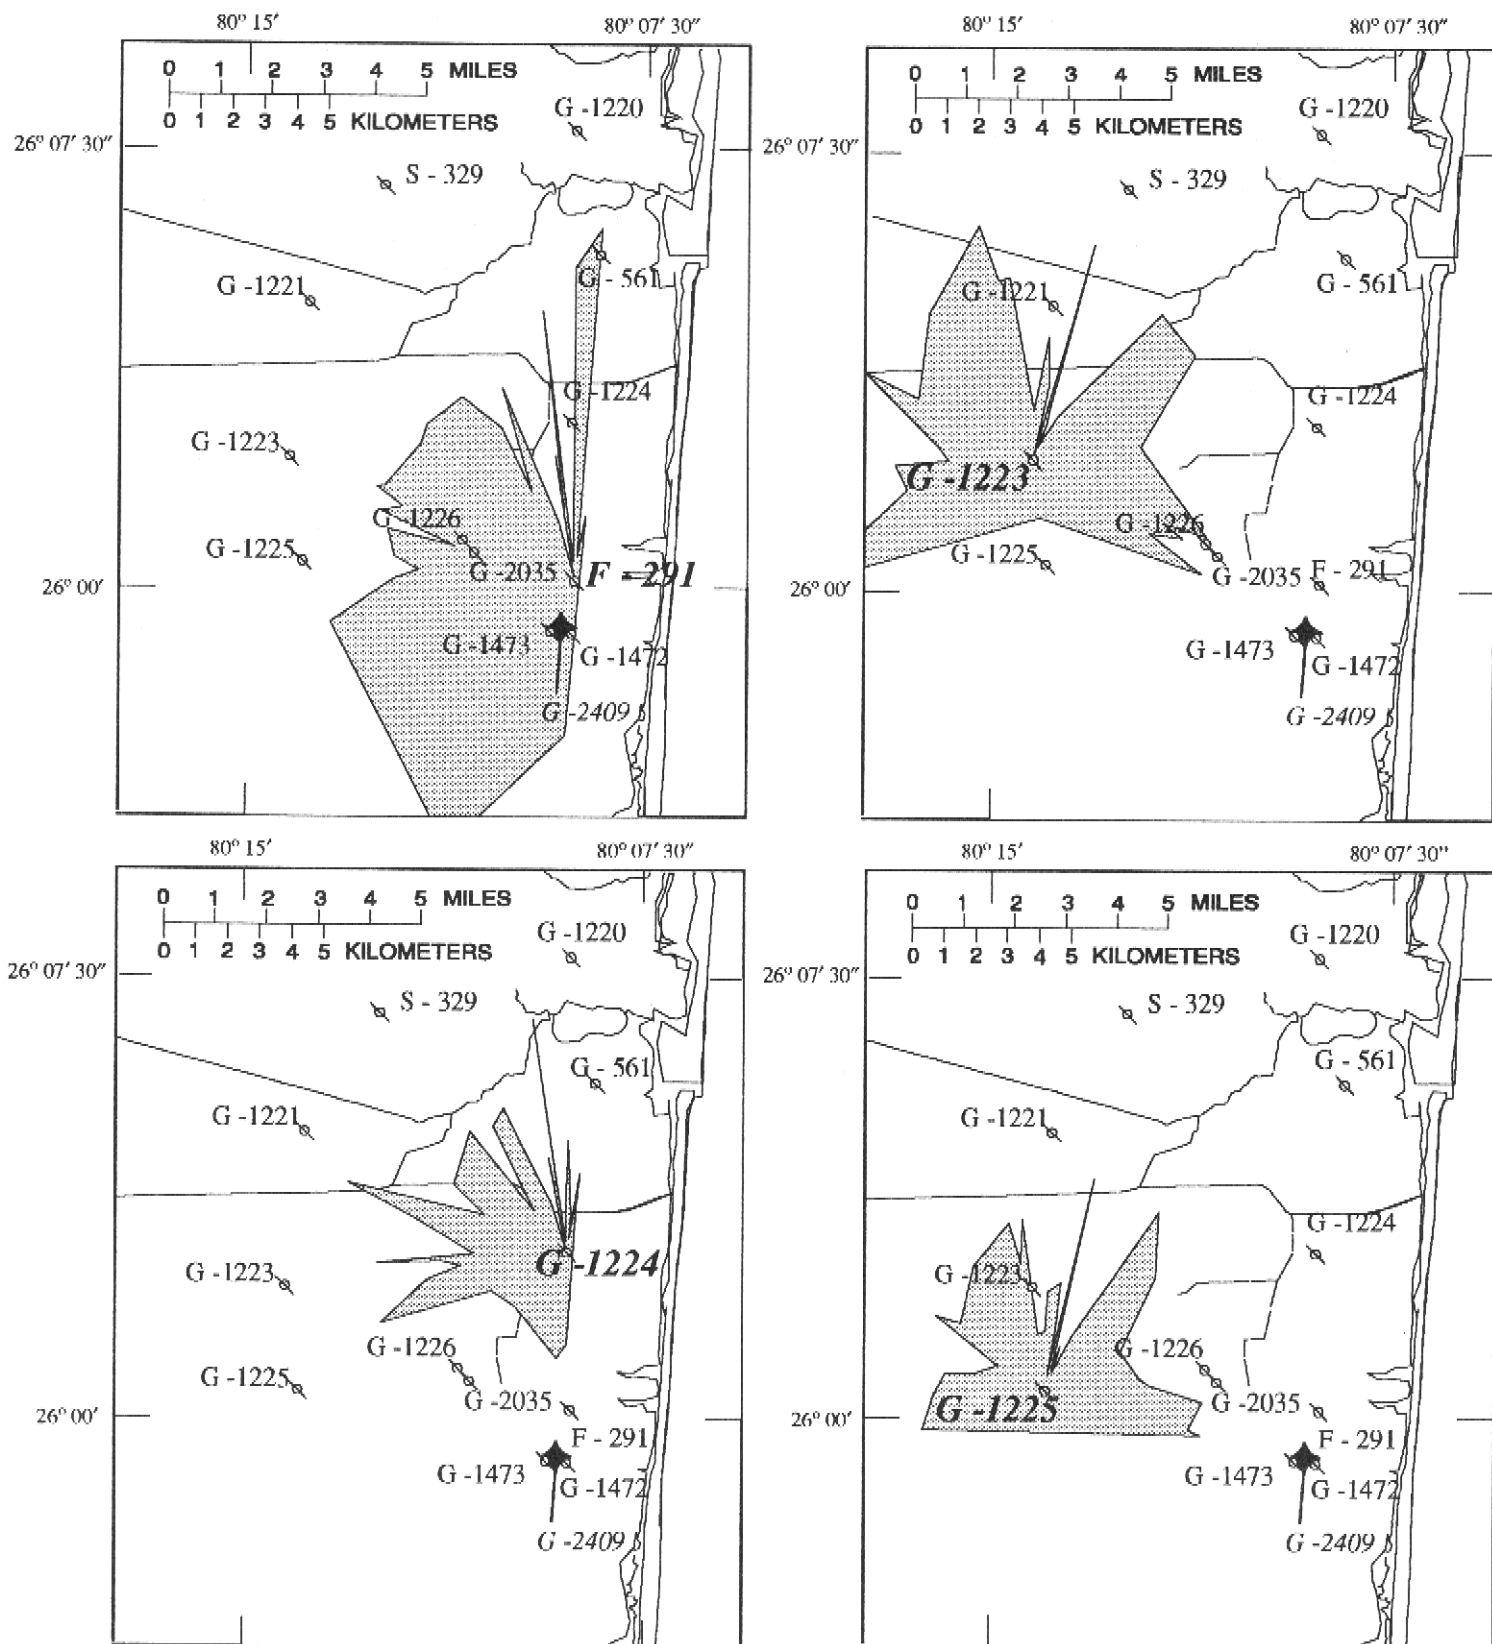 80° 15′ 80° 07′ 30″
0 1 2 3 4 5 MILES
0 1 2 3 4 5 KILOMETERS
26° 07′ 30″
G -1220
S - 329
G - 561
G -1221
G -1224
G -1223
G -1226
G -1225
G -2035
F - 291
26° 00′
G -1473
G -1472
G -2409
80° 15′ 80° 07′ 30″
0 1 2 3 4 5 MILES
0 1 2 3 4 5 KILOMETERS
26° 07′ 30″
G -1220
S - 329
G - 561
G -1221
G -1224
G -1223
G -1226
G -1225
G -2035
F - 291
26° 00′
G -1473
G -1472
G -2409
80° 15′ 80° 07′ 30″
0 1 2 3 4 5 MILES
0 1 2 3 4 5 KILOMETERS
26° 07′ 30″
G -1220
S - 329
G - 561
G -1221
G -1224
G -1223
G -1226
G -1225
G -2035
26° 00′
F - 291
G -1473
G -1472
G -2409
80° 15′ 80° 07′ 30″
0 1 2 3 4 5 MILES
0 1 2 3 4 5 KILOMETERS
26° 07′ 30″
G -1220
S - 329
G - 561
G -1221
G -1224
G -1223
G -1226
G -1225
G -2035
26° 00′
F - 291
G -1473
G -1472
G -2409